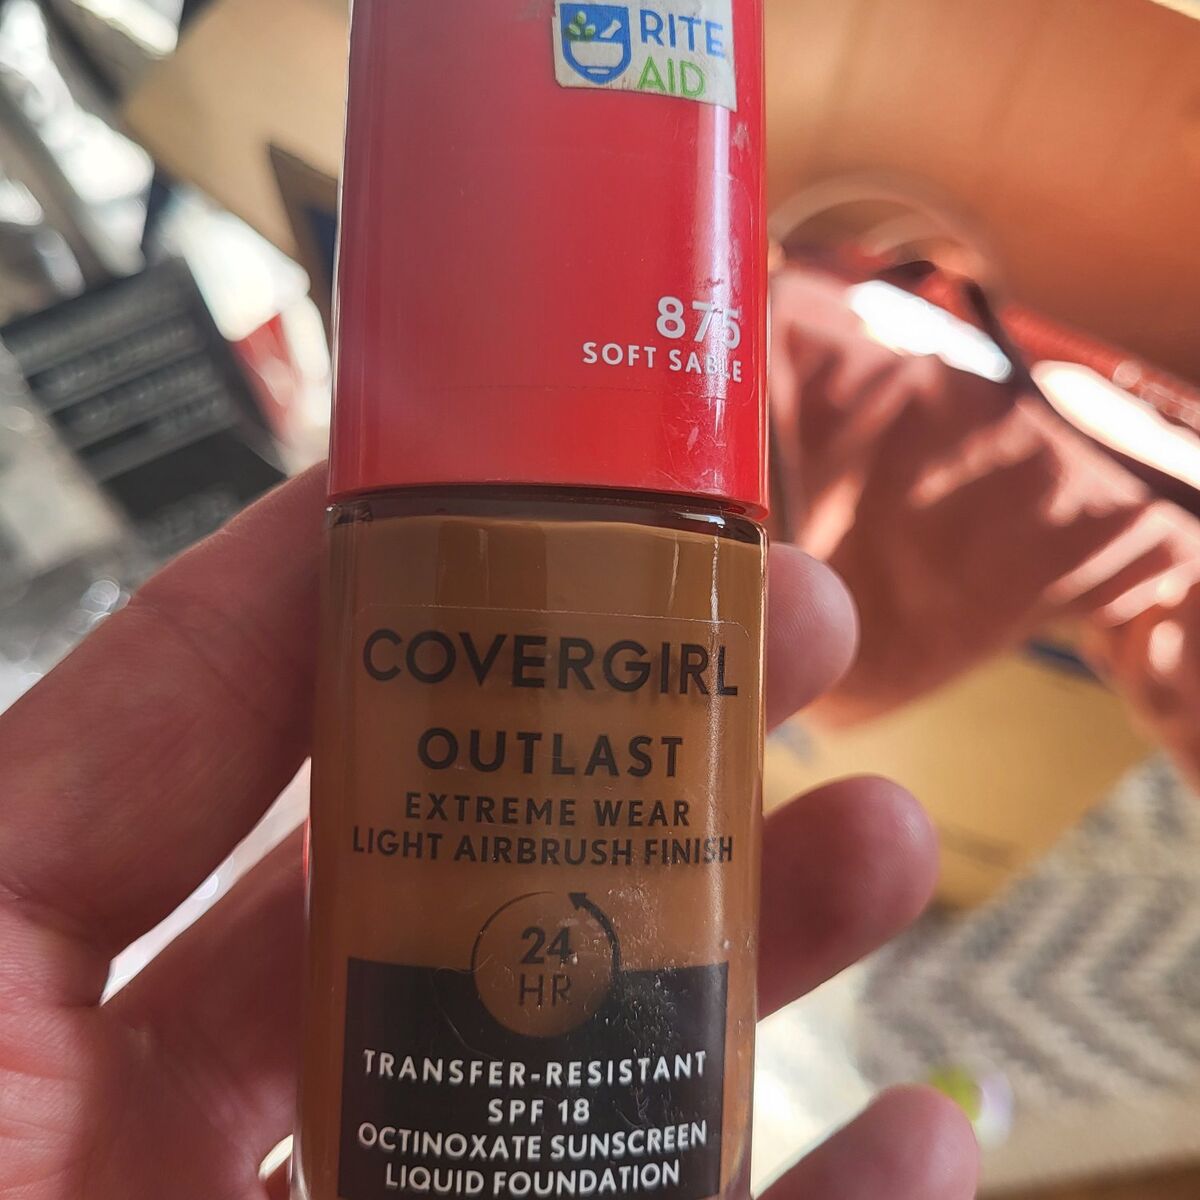 RITE
AID
875
SOFT SABLE
COVERGIRL
OUTLAST
EXTREME WEAR
LIGHT AIRBRUSH FINISH
24
HR
TRANSFER-RESISTANT
SPF 18
OCTINOXATE SUNSCREEN
LIQUID FOUNDATION